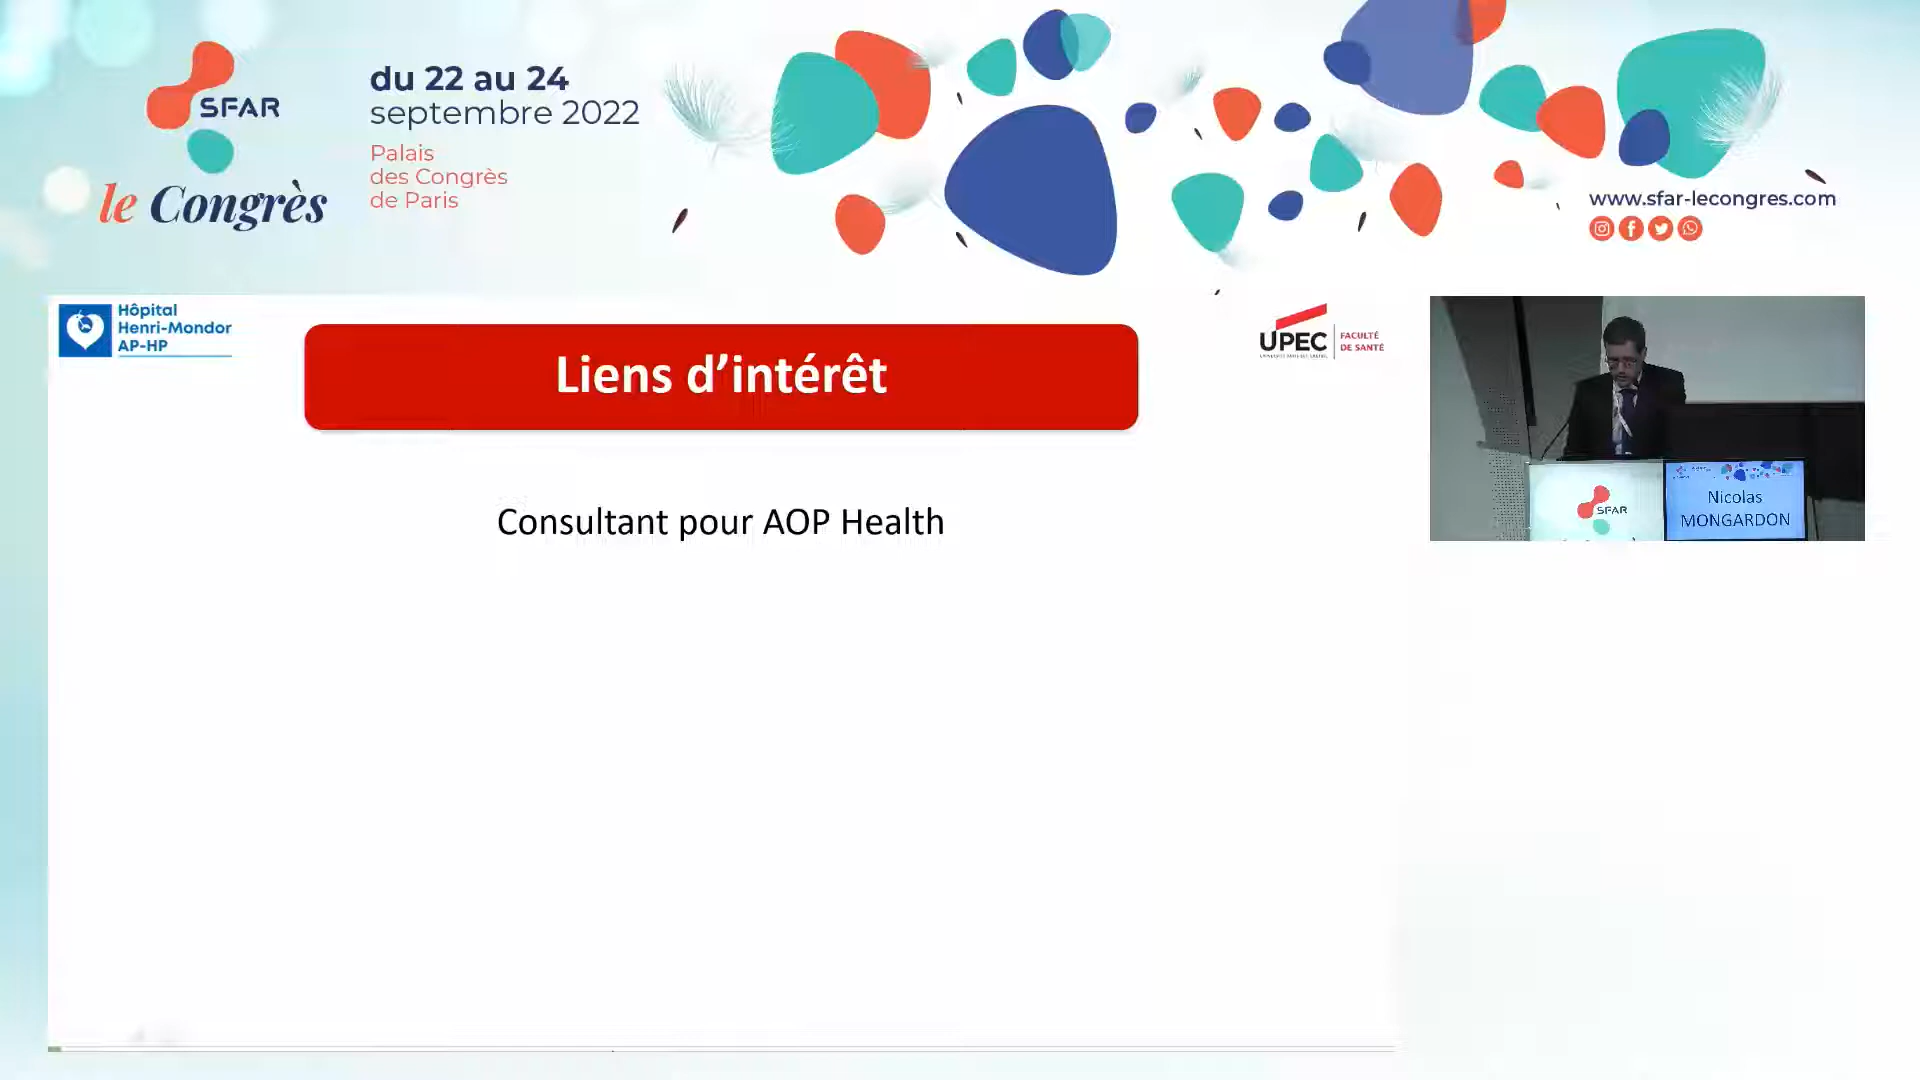 SFAR
le Congrès
du 22 au 24
septembre 2022
Palais
des Congrès
de Paris
www.sfar-lecongres.com
Hôpital
Henri-Mondor
AP-HP
Liens d’intérêt
UPEC
FACULTÉ
DE SANTÉ
Consultant pour AOP Health
SFAR
Nicolas
MONGARDON